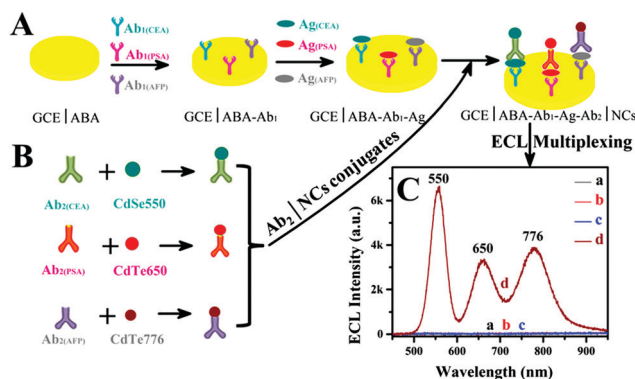 A
Ab1(CEA)
Ab1(PSA)
Ab1(AFP)
Ag(CEA)
Ag(PSA)
Ag(AFP)
GCE | ABA
GCE | ABA-Ab1
GCE | ABA-Ab1-Ag
GCE | ABA-Ab1-Ag-Ab2 | NCs
ECL Multiplexing
B
Ab2(CEA) + CdSe550
Ab2(PSA) + CdTe650
Ab2(AFP) + CdTe776
Ab2 | NCs conjugates
C
550
650
776
a
b
c
d
d
a b c
ECL Intensity (a.u.)
6k
4k
2k
0
500 600 700 800 900
Wavelength (nm)